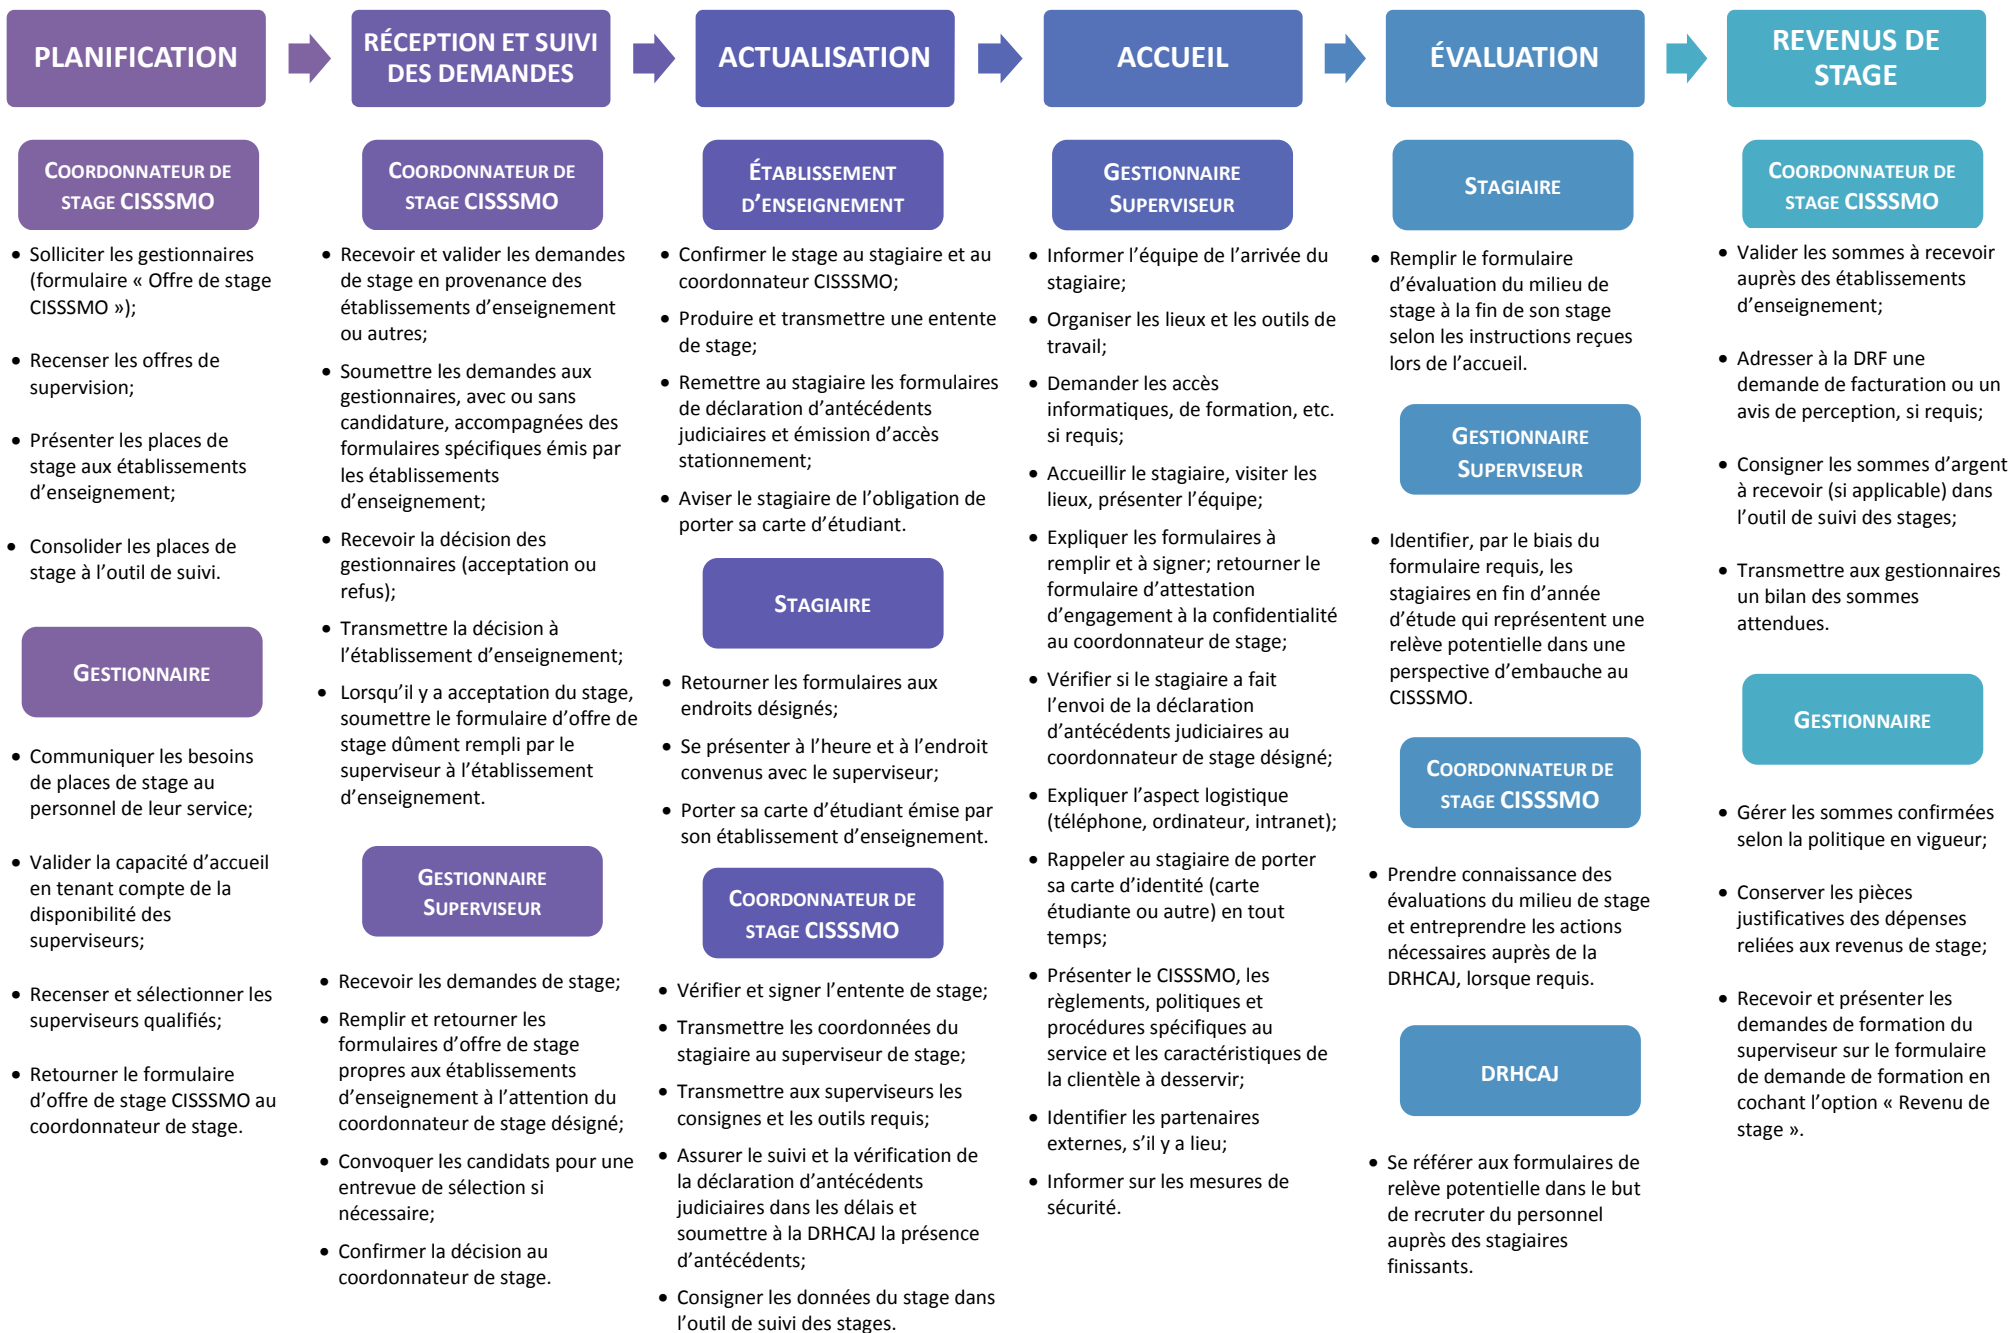 PLANIFICATION
COORDONNATEUR DE
STAGE CISSSMO
• Solliciter les gestionnaires
(formulaire « Offre de stage
CISSSMO »);
• Recenser les offres de
supervision;
• Présenter les places de
stage aux établissements
d’enseignement;
• Consolider les places de
stage à l’outil de suivi.
GESTIONNAIRE
• Communiquer les besoins
de places de stage au
personnel de leur service;
• Valider la capacité d’accueil
en tenant compte de la
disponibilité des
superviseurs;
• Recenser et sélectionner les
superviseurs qualifiés;
• Retourner le formulaire
d’offre de stage CISSSMO au
coordonnateur de stage.
RÉCEPTION ET SUIVI
DES DEMANDES
COORDONNATEUR DE
STAGE CISSSMO
• Recevoir et valider les demandes
de stage en provenance des
établissements d’enseignement
ou autres;
• Soumettre les demandes aux
gestionnaires, avec ou sans
candidature, accompagnées des
formulaires spécifiques émis par
les établissements
d’enseignement;
• Recevoir la décision des
gestionnaires (acceptation ou
refus);
• Transmettre la décision à
l’établissement d’enseignement;
• Lorsqu’il y a acceptation du stage,
soumettre le formulaire d’offre de
stage dûment rempli par le
superviseur à l’établissement
d’enseignement.
GESTIONNAIRE
SUPERVISEUR
• Recevoir les demandes de stage;
• Remplir et retourner les
formulaires d’offre de stage
propres aux établissements
d’enseignement à l’attention du
coordonnateur de stage désigné;
• Convoquer les candidats pour une
entrevue de sélection si
nécessaire;
• Confirmer la décision au
coordonnateur de stage.
ACTUALISATION
ÉTABLISSEMENT
D’ENSEIGNEMENT
• Confirmer le stage au stagiaire et au
coordonnateur CISSSMO;
• Produire et transmettre une entente
de stage;
• Remettre au stagiaire les formulaires
de déclaration d’antécédents
judiciaires et émission d’accès
stationnement;
• Aviser le stagiaire de l’obligation de
porter sa carte d’étudiant.
STAGIAIRE
• Retourner les formulaires aux
endroits désignés;
• Se présenter à l’heure et à l’endroit
convenus avec le superviseur;
• Porter sa carte d’étudiant émise par
son établissement d’enseignement.
COORDONNATEUR DE
STAGE CISSSMO
• Vérifier et signer l’entente de stage;
• Transmettre les coordonnées du
stagiaire au superviseur de stage;
• Transmettre aux superviseurs les
consignes et les outils requis;
• Assurer le suivi et la vérification de
la déclaration d’antécédents
judiciaires dans les délais et
soumettre à la DRHCAJ la présence
d’antécédents;
• Consigner les données du stage dans
l’outil de suivi des stages.
ACCUEIL
GESTIONNAIRE
SUPERVISEUR
• Informer l’équipe de l’arrivée du
stagiaire;
• Organiser les lieux et les outils de
travail;
• Demander les accès
informatiques, de formation, etc.
si requis;
• Accueillir le stagiaire, visiter les
lieux, présenter l’équipe;
• Expliquer les formulaires à
remplir et à signer; retourner le
formulaire d’attestation
d’engagement à la confidentialité
au coordonnateur de stage;
• Vérifier si le stagiaire a fait
l’envoi de la déclaration
d’antécédents judiciaires au
coordonnateur de stage désigné;
• Expliquer l’aspect logistique
(téléphone, ordinateur, intranet);
• Rappeler au stagiaire de porter
sa carte d’identité (carte
étudiante ou autre) en tout
temps;
• Présenter le CISSSMO, les
règlements, politiques et
procédures spécifiques au
service et les caractéristiques de
la clientèle à desservir;
• Identifier les partenaires
externes, s’il y a lieu;
• Informer sur les mesures de
sécurité.
ÉVALUATION
STAGIAIRE
• Remplir le formulaire
d’évaluation du milieu de
stage à la fin de son stage
selon les instructions reçues
lors de l’accueil.
GESTIONNAIRE
SUPERVISEUR
• Identifier, par le biais du
formulaire requis, les
stagiaires en fin d’année
d’étude qui représentent une
relève potentielle dans une
perspective d’embauche au
CISSSMO.
COORDONNATEUR DE
STAGE CISSSMO
• Prendre connaissance des
évaluations du milieu de stage
et entreprendre les actions
nécessaires auprès de la
DRHCAJ, lorsque requis.
DRHCAJ
• Se référer aux formulaires de
relève potentielle dans le but
de recruter du personnel
auprès des stagiaires
finissants.
REVENUS DE
STAGE
COORDONNATEUR DE
STAGE CISSSMO
• Valider les sommes à recevoir
auprès des établissements
d’enseignement;
• Adresser à la DRF une
demande de facturation ou un
avis de perception, si requis;
• Consigner les sommes d’argent
à recevoir (si applicable) dans
l’outil de suivi des stages;
• Transmettre aux gestionnaires
un bilan des sommes
attendues.
GESTIONNAIRE
• Gérer les sommes confirmées
selon la politique en vigueur;
• Conserver les pièces
justificatives des dépenses
reliées aux revenus de stage;
• Recevoir et présenter les
demandes de formation du
superviseur sur le formulaire
de demande de formation en
cochant l’option « Revenu de
stage ».